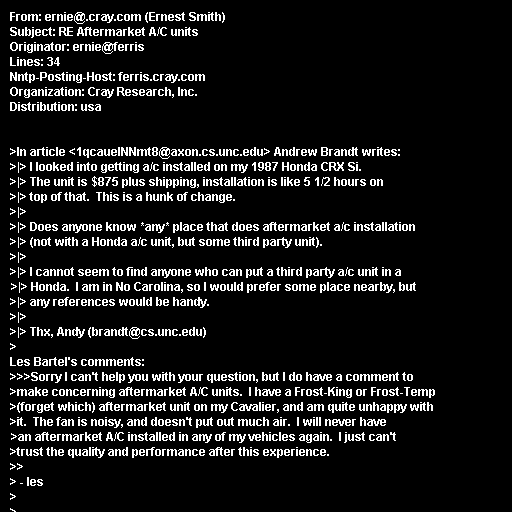 From: ernie@.cray.com (Ernest Smith)
Subject: RE Aftermarket A/C units
Originator: ernie@ferris
Lines: 34
Nntp-Posting-Host: ferris.cray.com
Organization: Cray Research, Inc.
Distribution: usa
>In article <1qcaueINNmt8@axon.cs.unc.edu> Andrew Brandt writes:
>|> I looked into getting a/c installed on my 1987 Honda CRX Si.
>|> The unit is $875 plus shipping, installation is like 5 1/2 hours on
>|> top of that.  This is a hunk of change.
>|>
>|> Does anyone know *any* place that does aftermarket a/c installation
>|> (not with a Honda a/c unit, but some third party unit).
>|>
>|> I cannot seem to find anyone who can put a third party a/c unit in a
>|> Honda.  I am in No Carolina, so I would prefer some place nearby, but
>|> any references would be handy.
>|>
>|> Thx, Andy (brandt@cs.unc.edu)
>
Les Bartel's comments:
>>>Sorry I can't help you with your question, but I do have a comment to
>make concerning aftermarket A/C units.  I have a Frost-King or Frost-Temp
>(forget which) aftermarket unit on my Cavalier, and am quite unhappy with
>it.  The fan is noisy, and doesn't put out much air.  I will never have
>an aftermarket A/C installed in any of my vehicles again.  I just can't
>trust the quality and performance after this experience.
>>
> - les
>
>